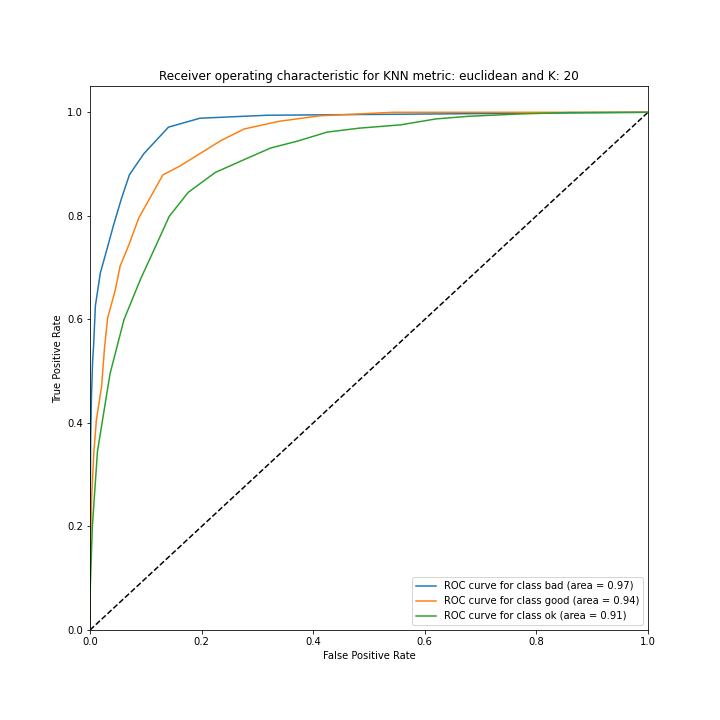 Receiver operating characteristic for KNN metric: euclidean and K: 20
True Positive Rate
1.0
0.8
0.6
0.4
0.2
0.0
0.0 0.2 0.4 0.6 0.8 1.0
False Positive Rate
ROC curve for class bad (area = 0.97)
ROC curve for class good (area = 0.94)
ROC curve for class ok (area = 0.91)